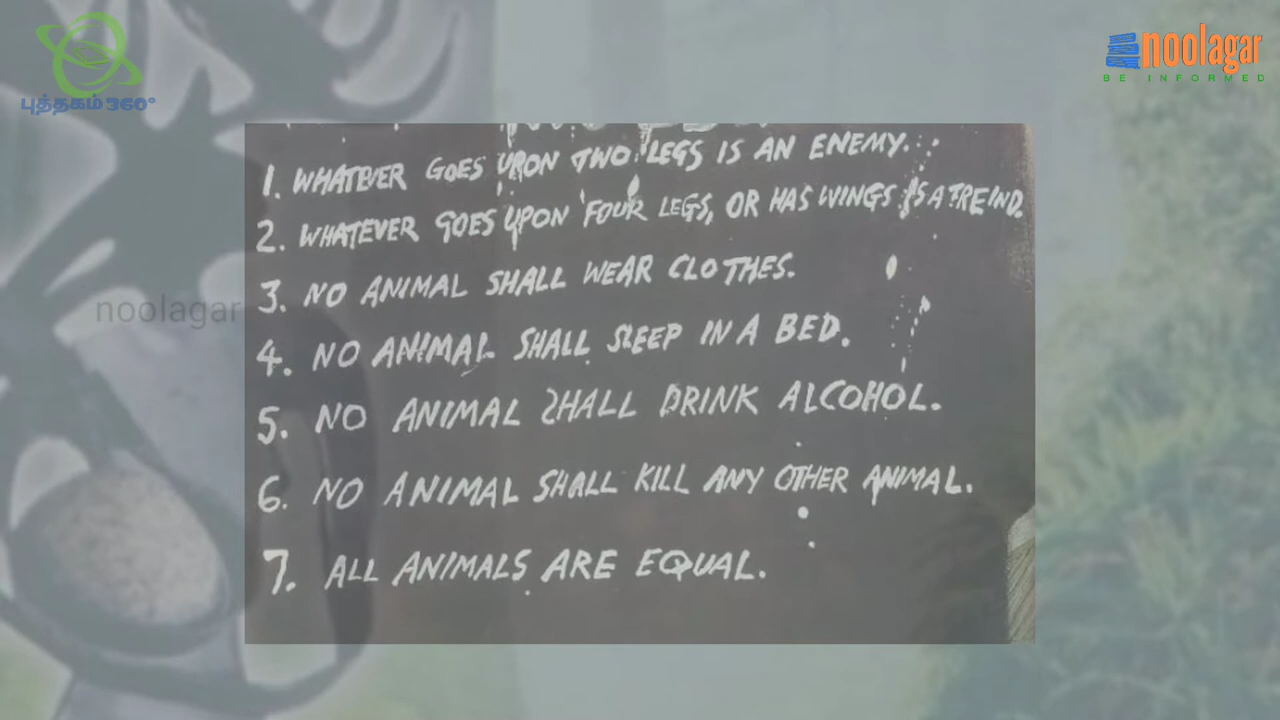 புத்தகம் 360°
noolagar
BE INFORMED
1. WHATEVER GOES UPON TWO LEGS IS AN ENEMY.
2. WHATEVER GOES UPON FOUR LEGS, OR HAS WINGS IS A FREIND.
3. NO ANIMAL SHALL WEAR CLOTHES.
4. NO ANIMAL SHALL SLEEP IN A BED.
5. NO ANIMAL SHALL DRINK ALCOHOL.
6. NO ANIMAL SHALL KILL ANY OTHER ANIMAL.
7. ALL ANIMALS ARE EQUAL.
noolagar